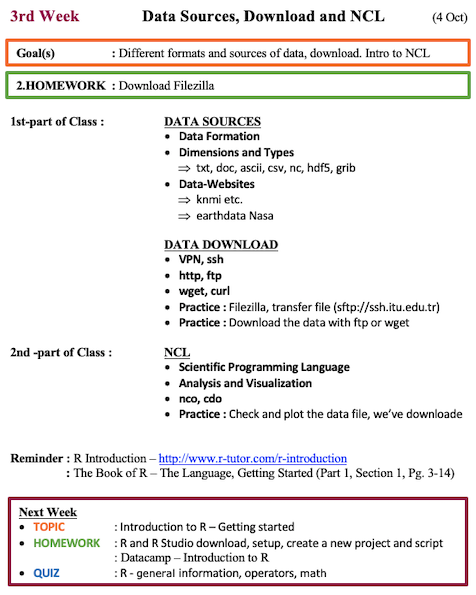 3rd Week Data Sources, Download and NCL (4 Oct)
Goal(s) : Different formats and sources of data, download. Intro to NCL
2.HOMEWORK : Download Filezilla
1st-part of Class : DATA SOURCES
• Data Formation
• Dimensions and Types
⇒ txt, doc, ascii, csv, nc, hdf5, grib
• Data-Websites
⇒ knmi etc.
⇒ earthdata Nasa
DATA DOWNLOAD
• VPN, ssh
• http, ftp
• wget, curl
• Practice : Filezilla, transfer file (sftp://ssh.itu.edu.tr)
• Practice : Download the data with ftp or wget
2nd -part of Class : NCL
• Scientific Programming Language
• Analysis and Visualization
• nco, cdo
• Practice : Check and plot the data file, we’ve downloade
Reminder : R Introduction – http://www.r-tutor.com/r-introduction
: The Book of R – The Language, Getting Started (Part 1, Section 1, Pg. 3-14)
Next Week
• TOPIC : Introduction to R – Getting started
• HOMEWORK : R and R Studio download, setup, create a new project and script
: Datacamp – Introduction to R
• QUIZ : R - general information, operators, math